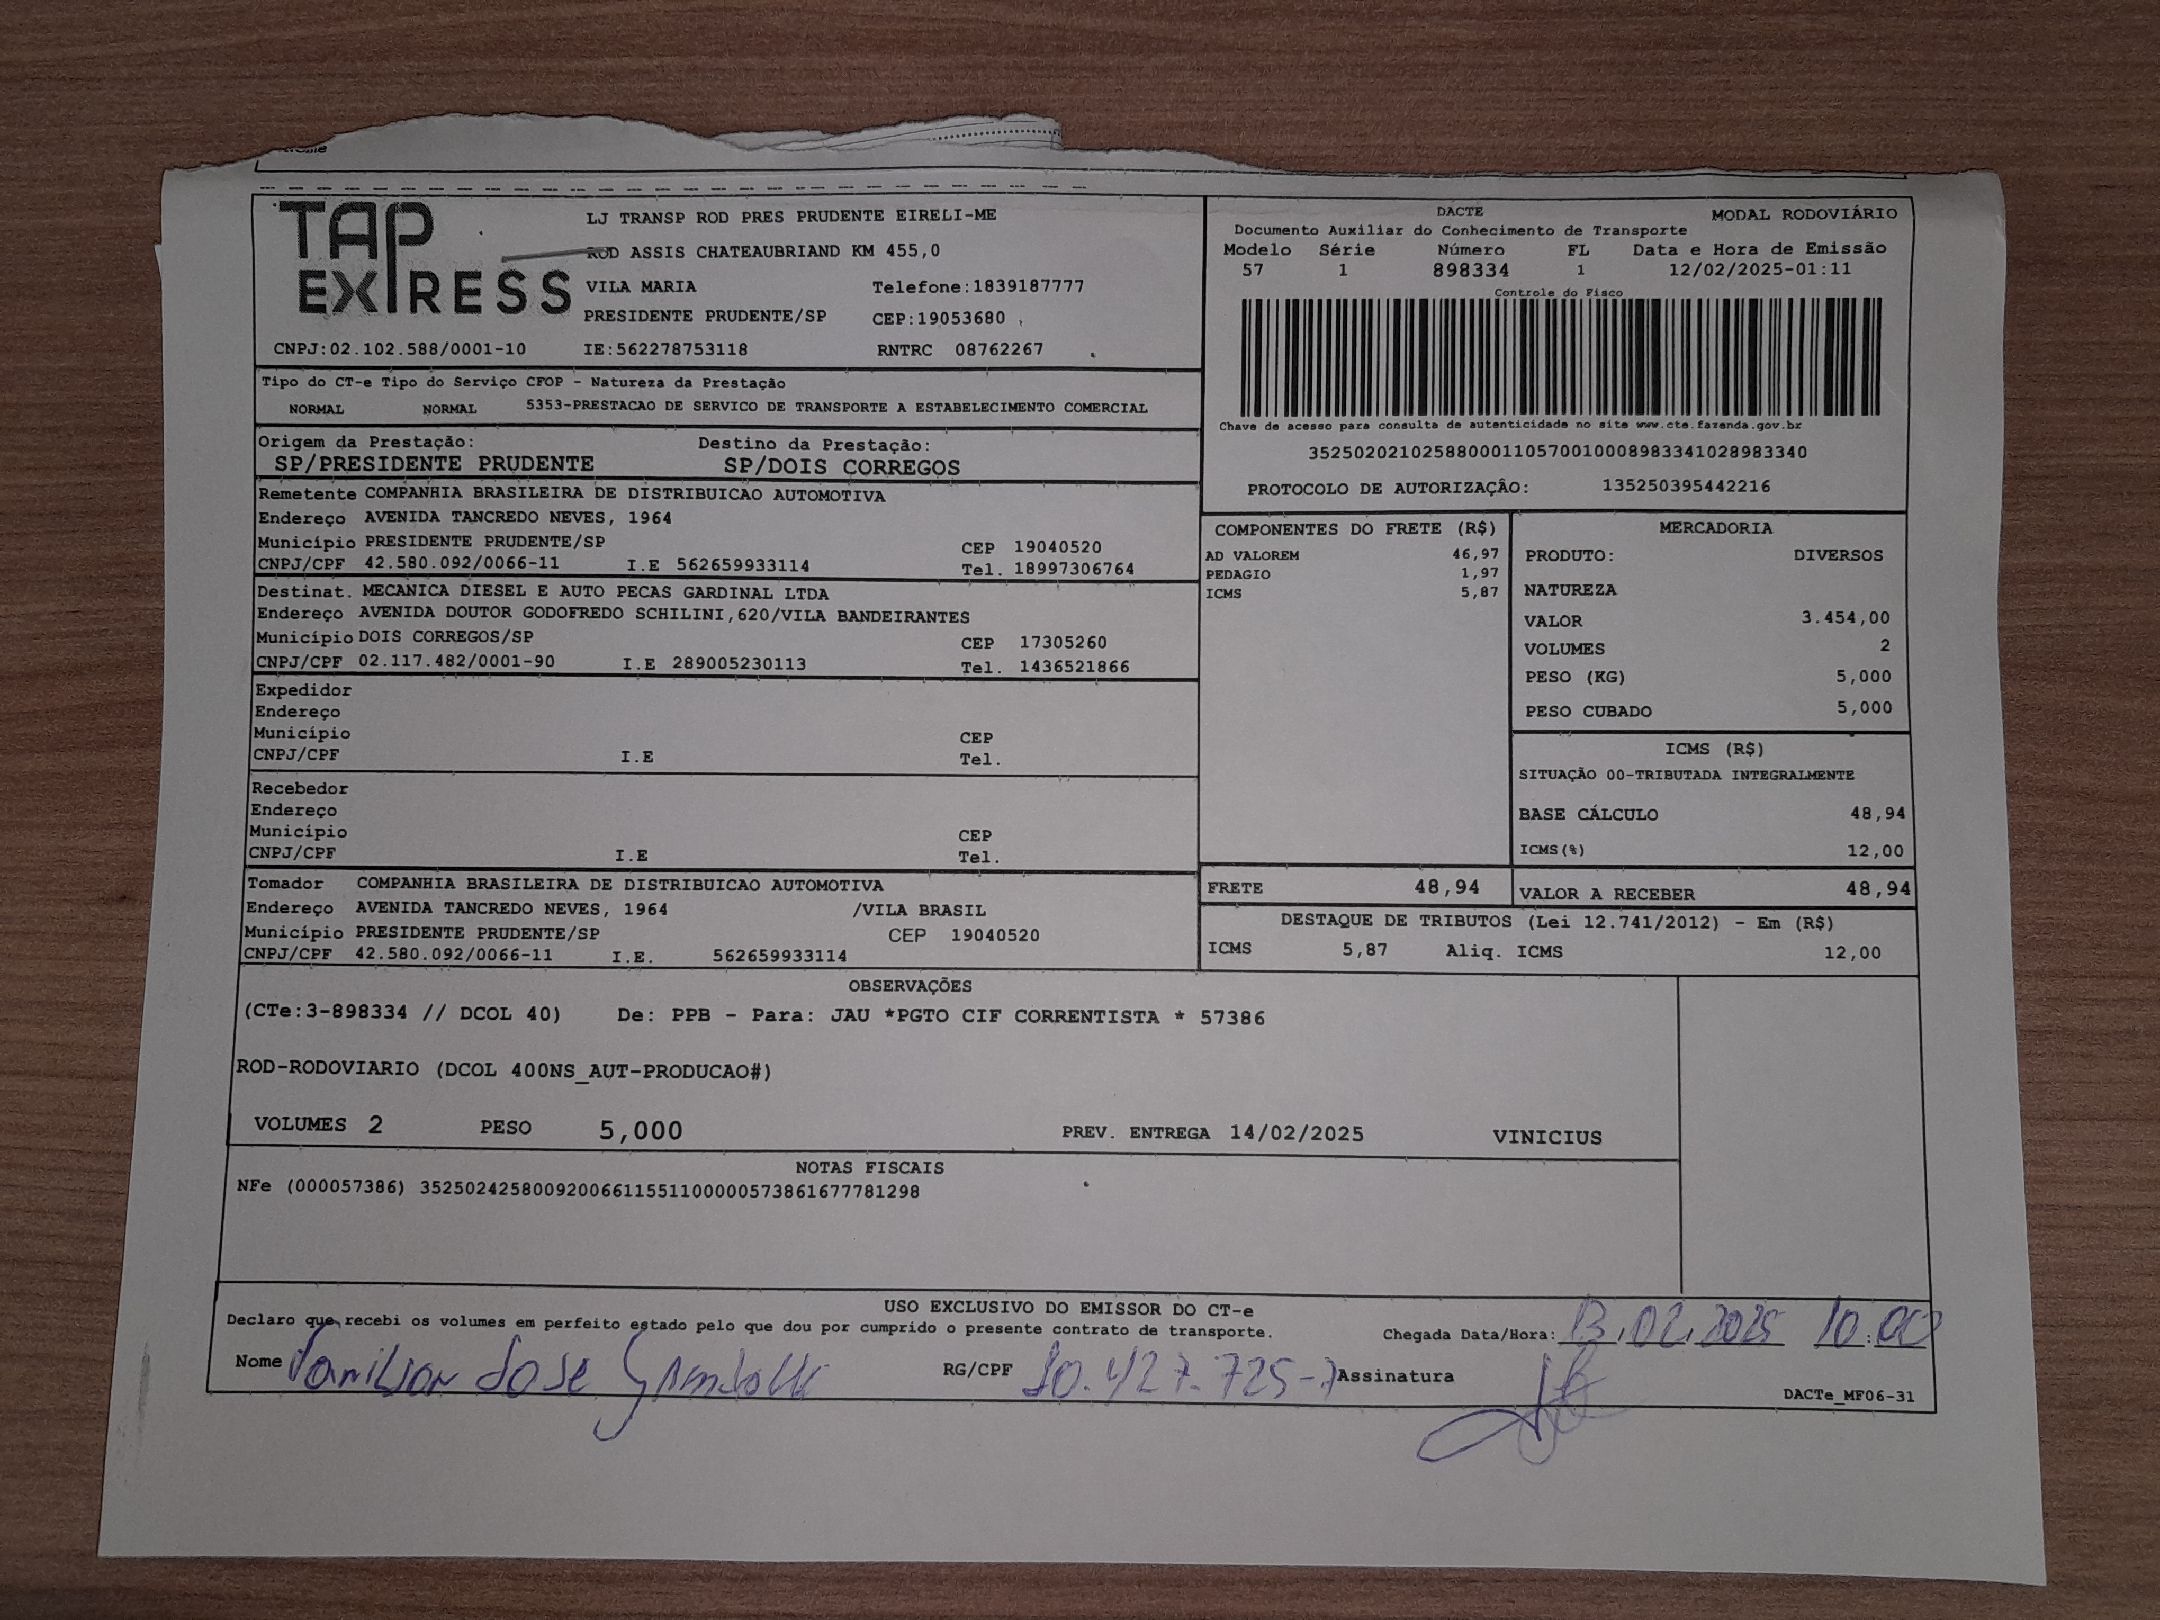 TAP EXPRESS
LJ TRANSP ROD PRES PRUDENTE EIRELI-ME
ROD ASSIS CHATEAUBRIAND KM 455,0
VILA MARIA Telefone:1839187777
PRESIDENTE PRUDENTE/SP CEP:19053680
CNPJ:02.102.588/0001-10 IE:562278753118 RNTRC 08762267
DACTE MODAL RODOVIÁRIO
Documento Auxiliar do Conhecimento de Transporte
Modelo Série Número FL Data e Hora de Emissão
57 1 898334 1 12/02/2025-01:11
Controle do Fisco
Chave de acesso para consulta de autenticidade no site www.cte.fazenda.gov.br
35250202102588000110570010008983341028983340
PROTOCOLO DE AUTORIZAÇÃO: 135250395442216
Tipo do CT-e Tipo do Serviço CFOP - Natureza da Prestação
NORMAL NORMAL 5353-PRESTACAO DE SERVICO DE TRANSPORTE A ESTABELECIMENTO COMERCIAL
Origem da Prestação: Destino da Prestação:
SP/PRESIDENTE PRUDENTE SP/DOIS CORREGOS
Remetente COMPANHIA BRASILEIRA DE DISTRIBUICAO AUTOMOTIVA
Endereço AVENIDA TANCREDO NEVES, 1964
Município PRESIDENTE PRUDENTE/SP CEP 19040520
CNPJ/CPF 42.580.092/0066-11 I.E 562659933114 Tel. 18997306764
Destinat. MECANICA DIESEL E AUTO PECAS GARDINAL LTDA
Endereço AVENIDA DOUTOR GODOFREDO SCHILINI,620/VILA BANDEIRANTES
Município DOIS CORREGOS/SP CEP 17305260
CNPJ/CPF 02.117.482/0001-90 I.E 289005230113 Tel. 1436521866
Expedidor
Endereço
Município CEP
CNPJ/CPF I.E Tel.
Recebedor
Endereço
Município CEP
CNPJ/CPF I.E Tel.
Tomador COMPANHIA BRASILEIRA DE DISTRIBUICAO AUTOMOTIVA
Endereço AVENIDA TANCREDO NEVES, 1964 /VILA BRASIL
Município PRESIDENTE PRUDENTE/SP CEP 19040520
CNPJ/CPF 42.580.092/0066-11 I.E. 562659933114
COMPONENTES DO FRETE (R$)
AD VALOREM 46,97
PEDAGIO 1,97
ICMS 5,87
MERCADORIA
PRODUTO: DIVERSOS
NATUREZA
VALOR 3.454,00
VOLUMES 2
PESO (KG) 5,000
PESO CUBADO 5,000
ICMS (R$)
SITUAÇÃO 00-TRIBUTADA INTEGRALMENTE
BASE CÁLCULO 48,94
ICMS(%) 12,00
FRETE 48,94 VALOR A RECEBER 48,94
DESTAQUE DE TRIBUTOS (Lei 12.741/2012) - Em (R$)
ICMS 5,87 Aliq. ICMS 12,00
OBSERVAÇÕES
(CTe:3-898334 // DCOL 40) De: PPB - Para: JAU *PGTO CIF CORRENTISTA * 57386
ROD-RODOVIARIO (DCOL 400NS_AUT-PRODUCAO#)
VOLUMES 2 PESO 5,000 PREV. ENTREGA 14/02/2025 VINICIUS
NOTAS FISCAIS
NFe (000057386) 35250242580092006611551100000573861677781298
USO EXCLUSIVO DO EMISSOR DO CT-e
Declaro que recebi os volumes em perfeito estado pelo que dou por cumprido o presente contrato de transporte.
Chegada Data/Hora: 13.02.2025 10:00
Nome Jose RG/CPF Assinatura
DACTe_MF06-31